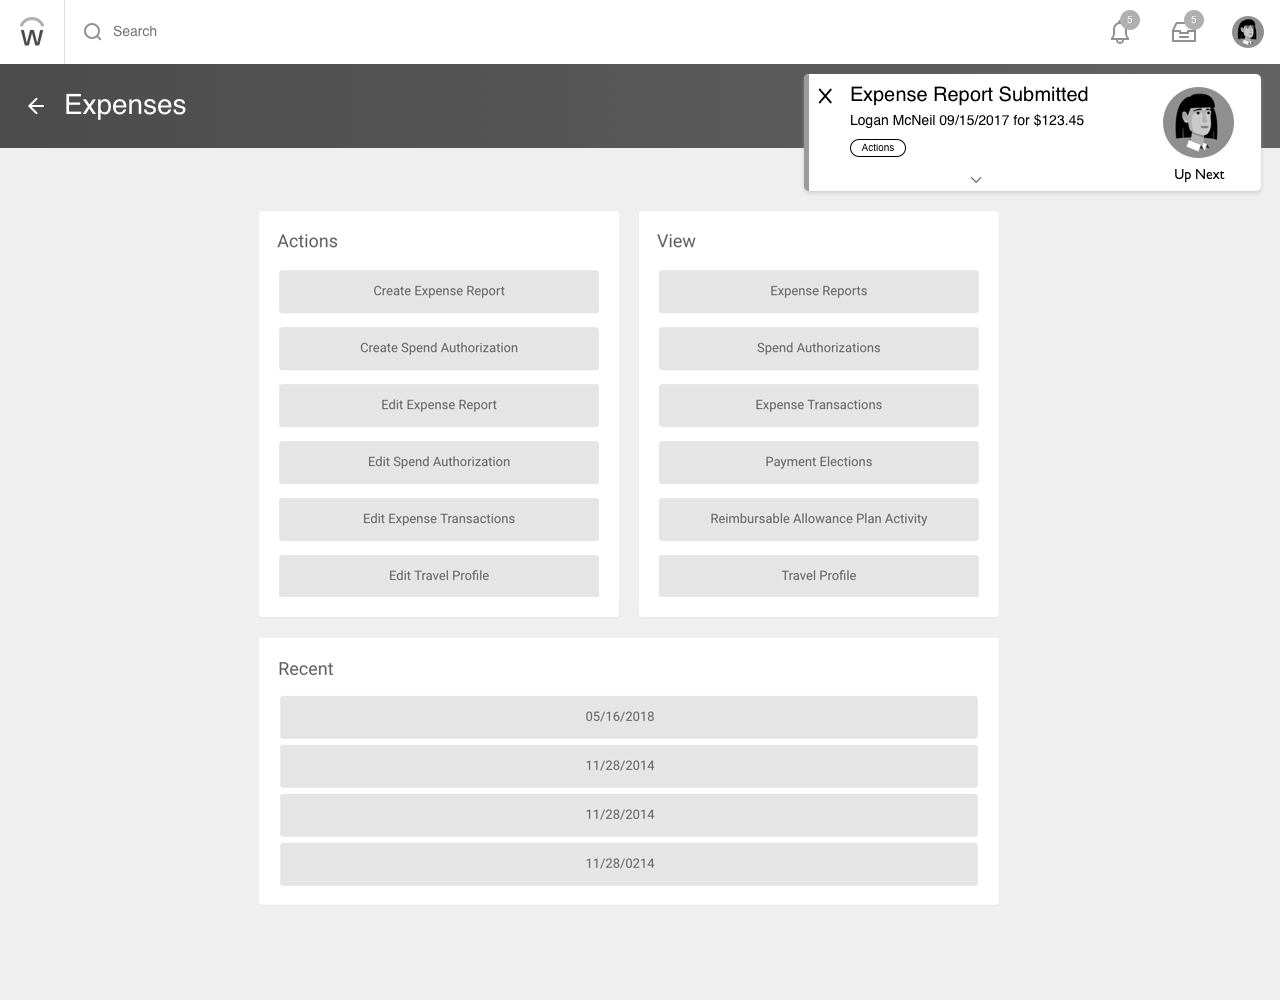 W
Search
5
5
Expenses
Expense Report Submitted
Logan McNeil 09/15/2017 for $123.45
Actions
Up Next
Actions
Create Expense Report
Create Spend Authorization
Edit Expense Report
Edit Spend Authorization
Edit Expense Transactions
Edit Travel Profile
View
Expense Reports
Spend Authorizations
Expense Transactions
Payment Elections
Reimbursable Allowance Plan Activity
Travel Profile
Recent
05/16/2018
11/28/2014
11/28/2014
11/28/0214